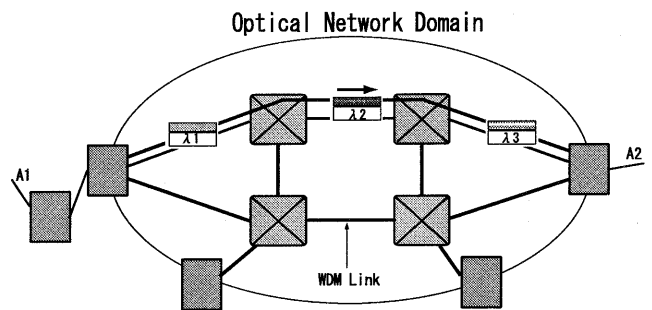 Optical Network Domain
λ1
λ2
λ3
A1
A2
WDM Link